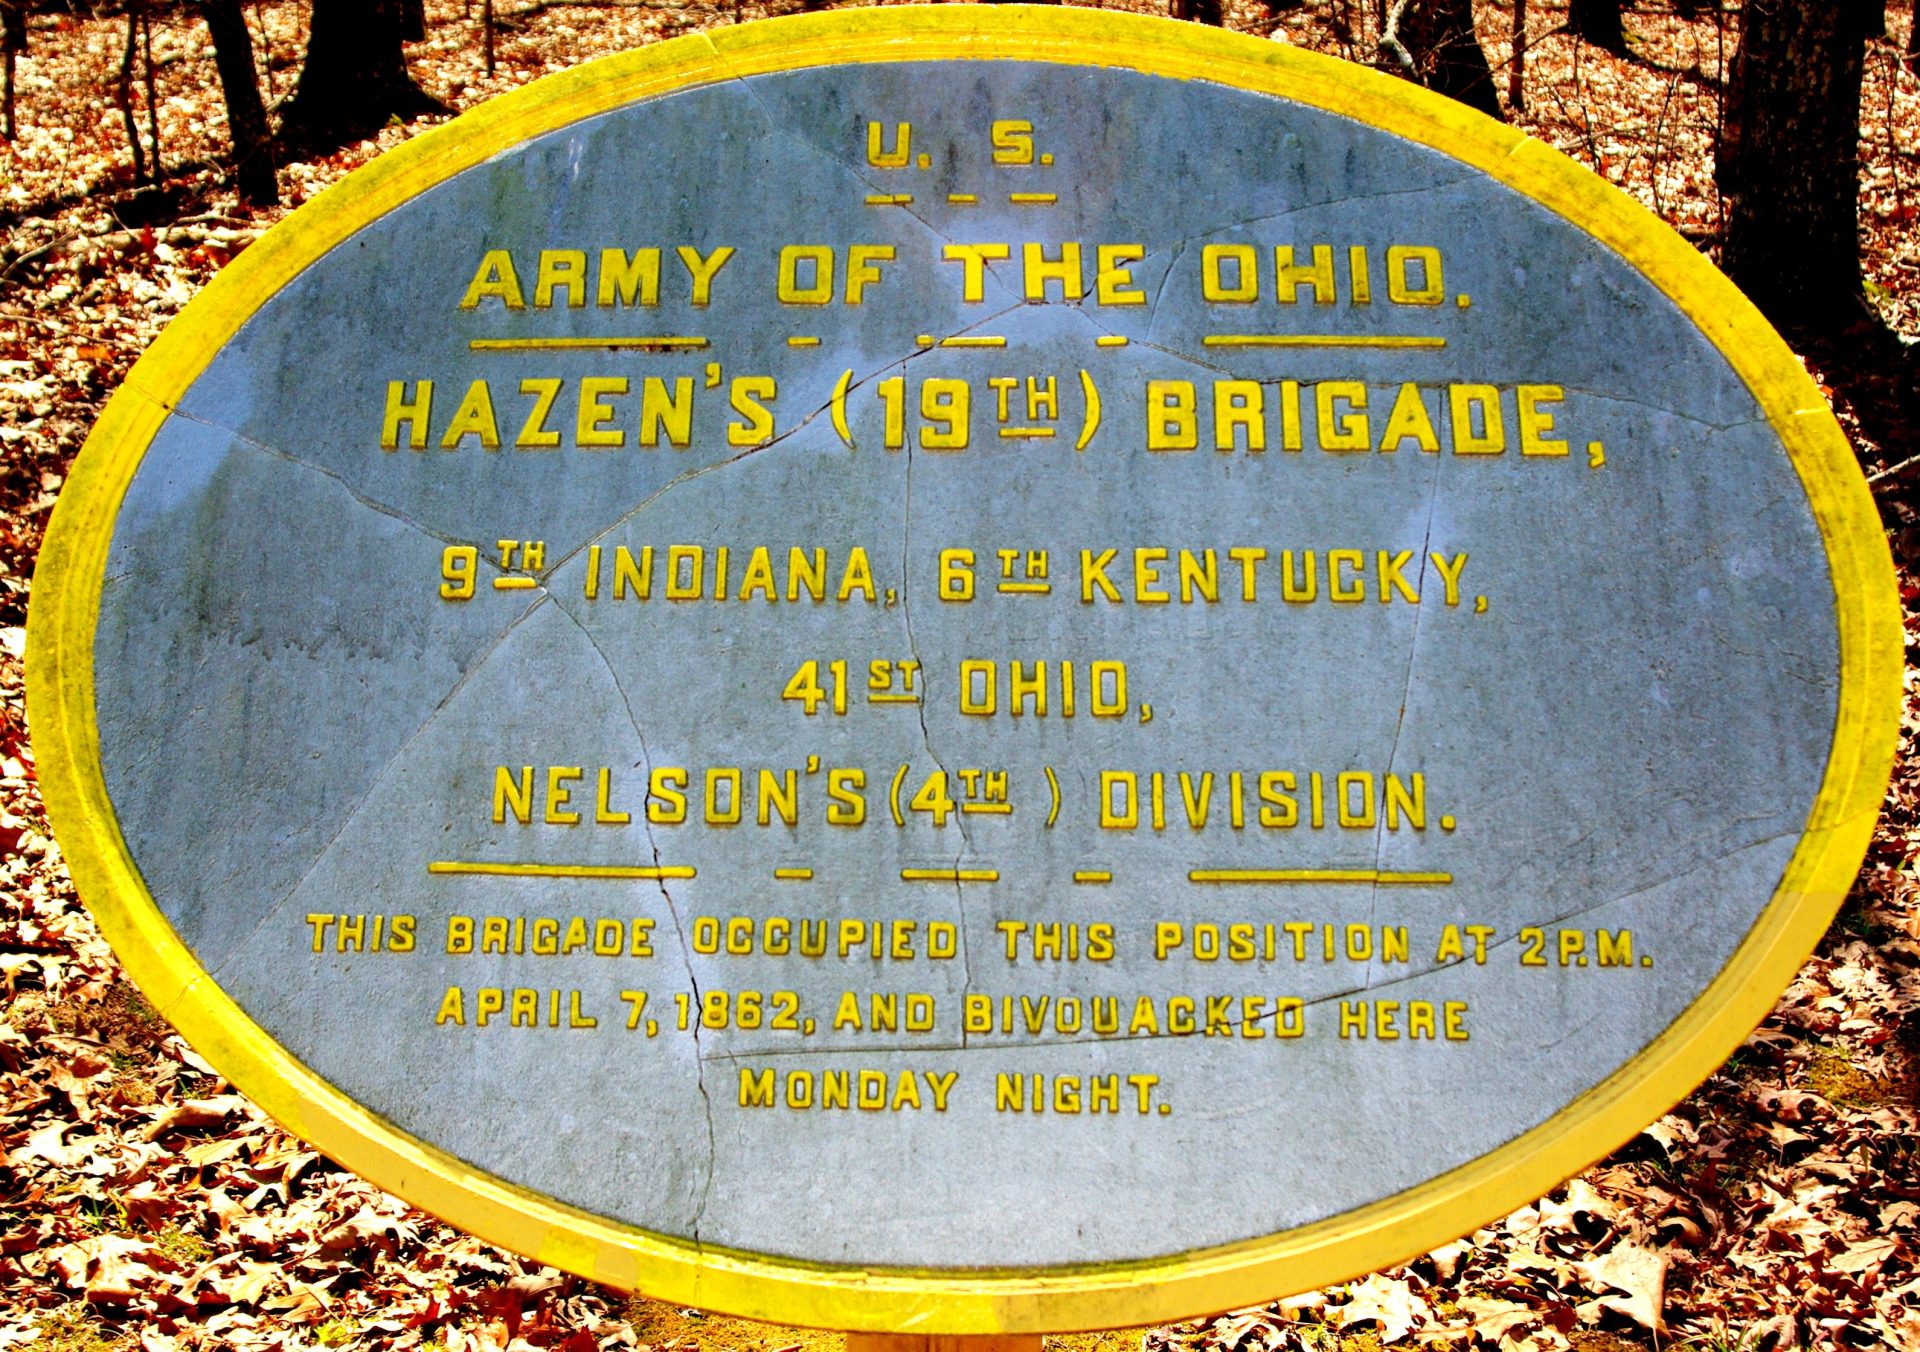 U. S.
ARMY OF THE OHIO.
HAZEN'S (19TH) BRIGADE,
9TH INDIANA, 6TH KENTUCKY,
41ST OHIO,
NELSON'S (4TH) DIVISION.
THIS BRIGADE OCCUPIED THIS POSITION AT 2 P.M.
APRIL 7, 1862, AND BIVOUACKED HERE
MONDAY NIGHT.